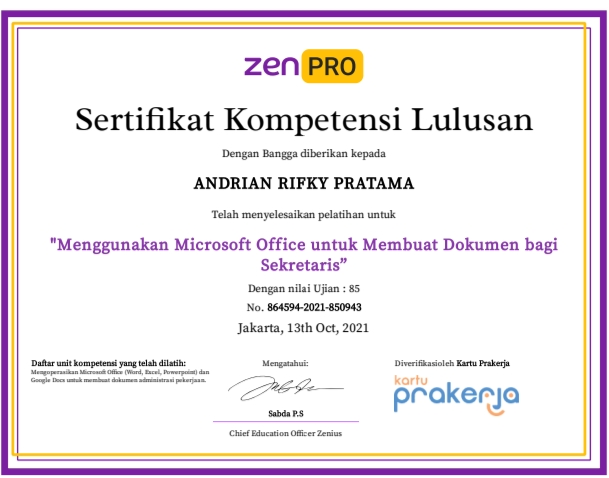 zen PRO
Sertifikat Kompetensi Lulusan
Dengan Bangga diberikan kepada
ANDRIAN RIFKY PRATAMA
Telah menyelesaikan pelatihan untuk
"Menggunakan Microsoft Office untuk Membuat Dokumen bagi
Sekretaris”
Dengan nilai Ujian : 85
No. 864594-2021-850943
Jakarta, 13th Oct, 2021
Daftar unit kompetensi yang telah dilatih:
Mengoperasikan Microsoft Office (Word, Excel, Powerpoint) dan
Google Docs untuk membuat dokumen administrasi pekerjaan.
Mengatahui:
Sabda P.S
Chief Education Officer Zenius
Diverifikasioleh Kartu Prakerja
kartu
prakerja